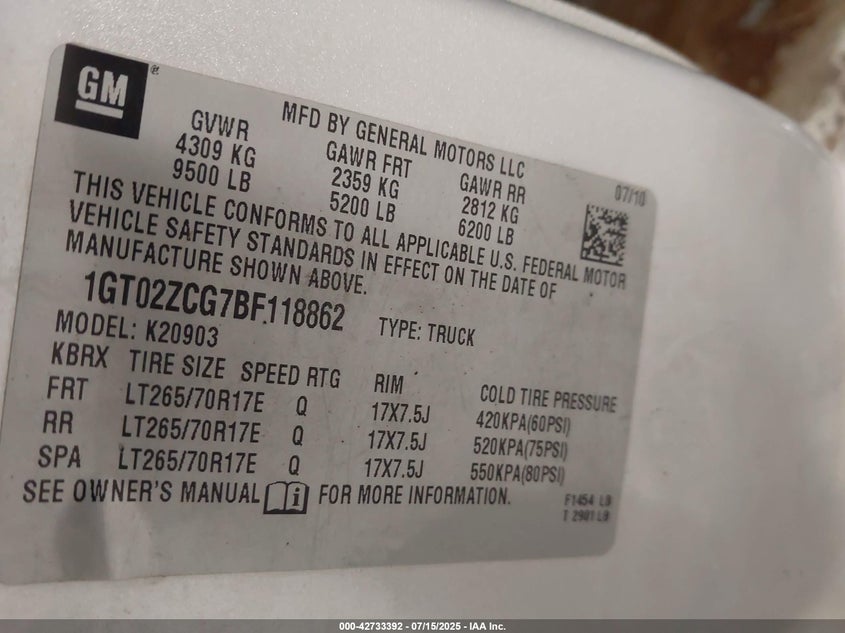 GM
MFD BY GENERAL MOTORS LLC
07/10
GVWR GAWR FRT GAWR RR
4309 KG 2359 KG 2812 KG
9500 LB 5200 LB 6200 LB
THIS VEHICLE CONFORMS TO ALL APPLICABLE U.S. FEDERAL MOTOR
VEHICLE SAFETY STANDARDS IN EFFECT ON THE DATE OF
MANUFACTURE SHOWN ABOVE.
1GT02ZCG7BF118862 TYPE: TRUCK
MODEL: K20903
KBRX TIRE SIZE SPEED RTG RIM COLD TIRE PRESSURE
FRT LT265/70R17E Q 17X7.5J 420KPA(60PSI)
RR LT265/70R17E Q 17X7.5J 520KPA(75PSI)
SPA LT265/70R17E Q 17X7.5J 550KPA(80PSI)
SEE OWNER'S MANUAL i FOR MORE INFORMATION.
F1454 LB
T 2901 LB
000-42733392 - 07/15/2025 - IAA Inc.